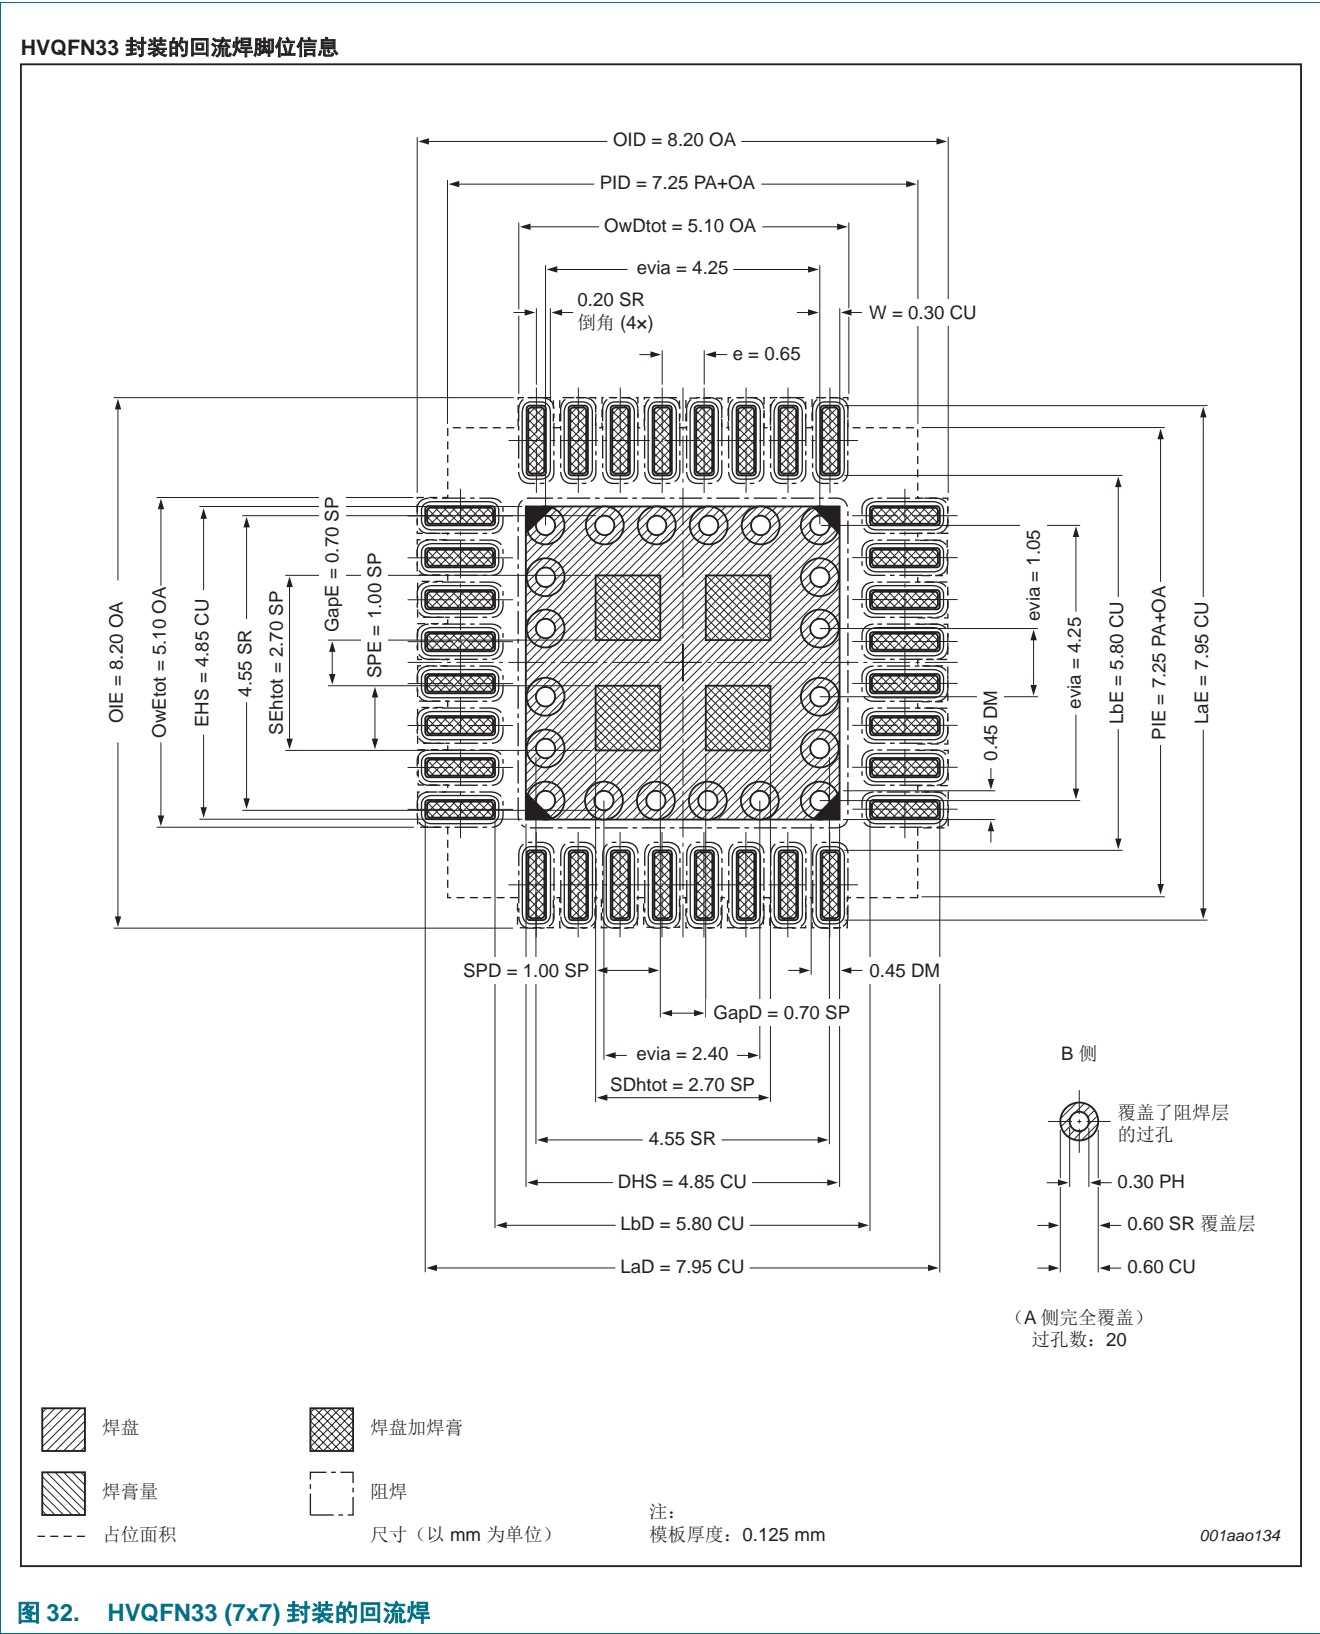 HVQFN33 封装的回流焊脚位信息
OID = 8.20 OA
PID = 7.25 PA+OA
OwDtot = 5.10 OA
evia = 4.25
0.20 SR
倒角 (4×)
W = 0.30 CU
e = 0.65
OIE = 8.20 OA
OwEtot = 5.10 OA
EHS = 4.85 CU
4.55 SR
SEhtot = 2.70 SP
GapE = 0.70 SP
SPE = 1.00 SP
evia = 1.05
0.45 DM
evia = 4.25
LbE = 5.80 CU
PIE = 7.25 PA+OA
LaE = 7.95 CU
SPD = 1.00 SP
0.45 DM
GapD = 0.70 SP
evia = 2.40
SDhtot = 2.70 SP
4.55 SR
DHS = 4.85 CU
LbD = 5.80 CU
LaD = 7.95 CU
B 侧
覆盖了阻焊层
的过孔
0.30 PH
0.60 SR 覆盖层
0.60 CU
（A 侧完全覆盖）
过孔数：20
焊盘
焊盘加焊膏
焊膏量
阻焊
占位面积
尺寸（以 mm 为单位）
注：
模板厚度：0.125 mm
001aao134
图 32. HVQFN33 (7x7) 封装的回流焊